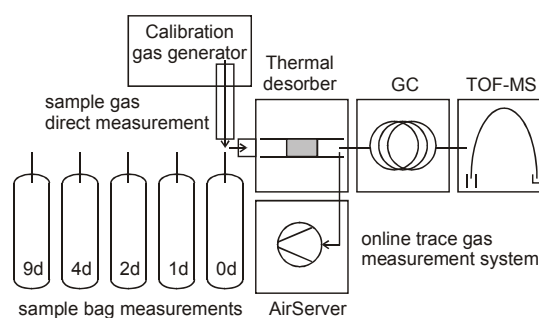 Calibration
gas generator
Thermal
desorber
GC
TOF-MS
sample gas
direct measurement
9d
4d
2d
1d
0d
online trace gas
measurement system
sample bag measurements
AirServer